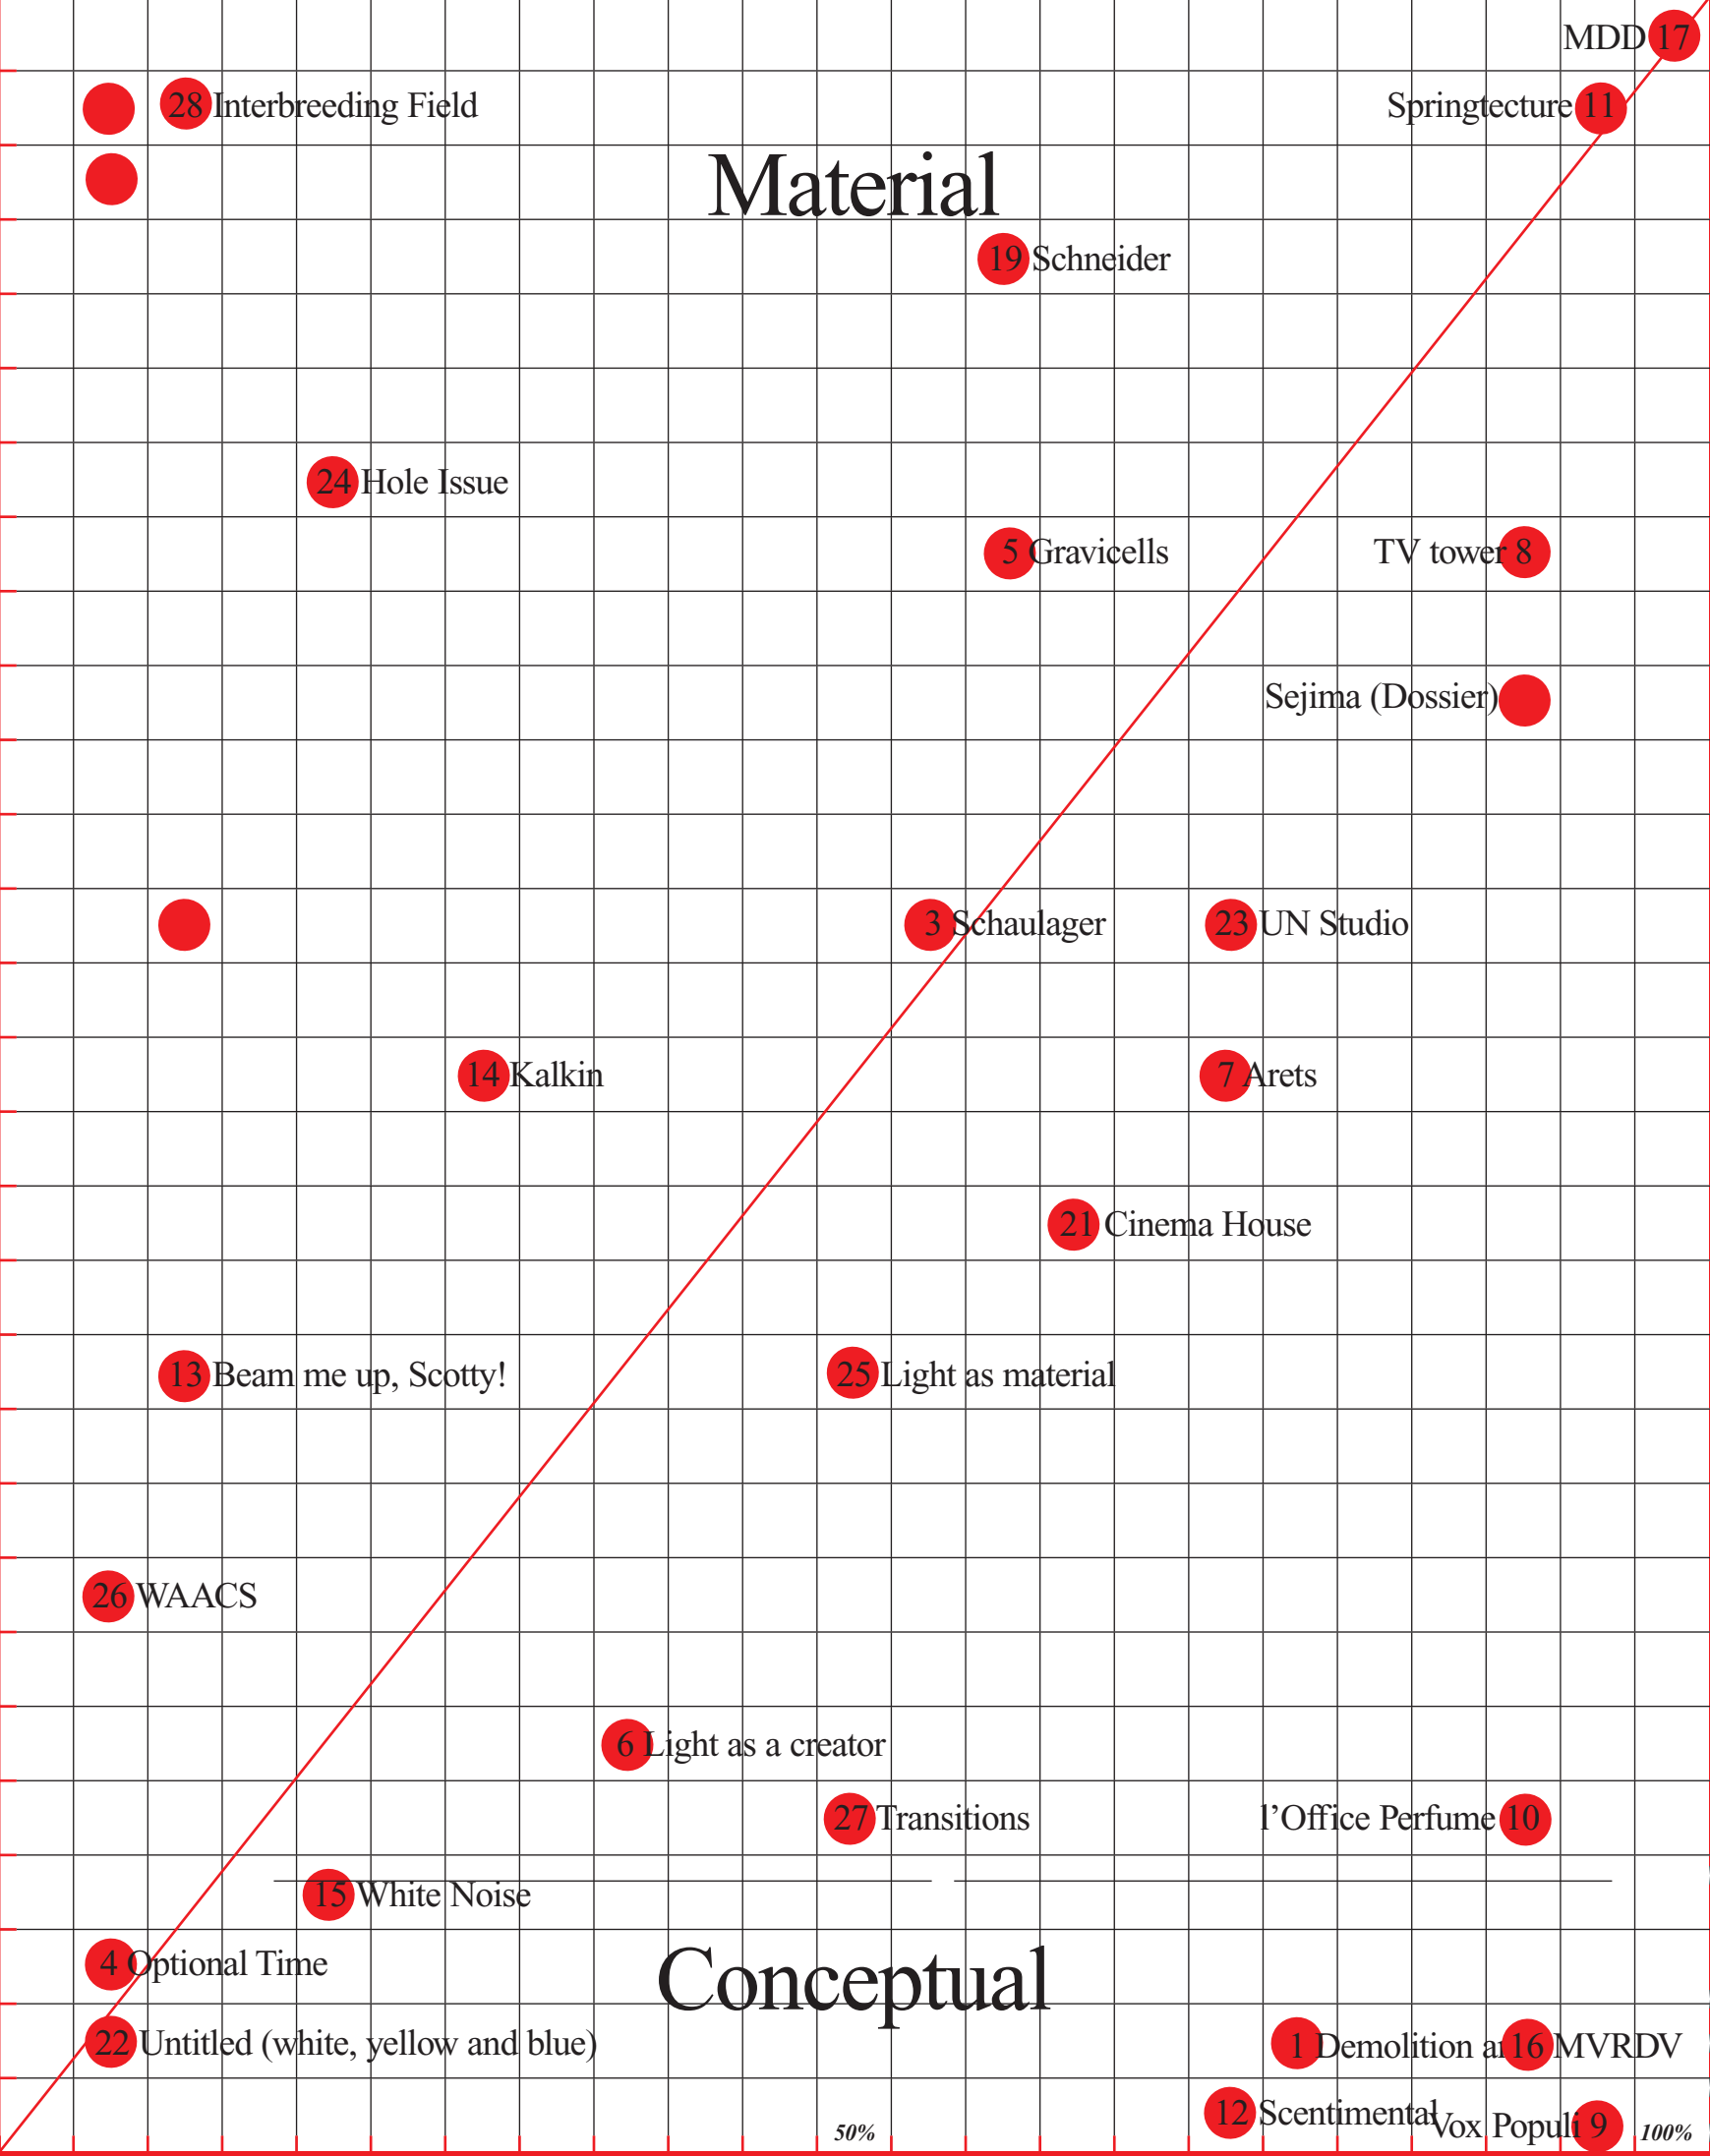 MDD 17
28 Interbreeding Field
Springtecture 11
Material
19 Schneider
24 Hole Issue
5 Gravicells
TV tower 8
Sejima (Dossier)
3 Schaulager
23 UN Studio
14 Kalkin
7 Arets
21 Cinema House
13 Beam me up, Scotty!
25 Light as material
26 WAACS
6 Light as a creator
27 Transitions
l’Office Perfume 10
15 White Noise
4 Optional Time
Conceptual
22 Untitled (white, yellow and blue)
1 Demolition
16 MVRDV
12 Scentimental
Vox Populi 9
50%
100%